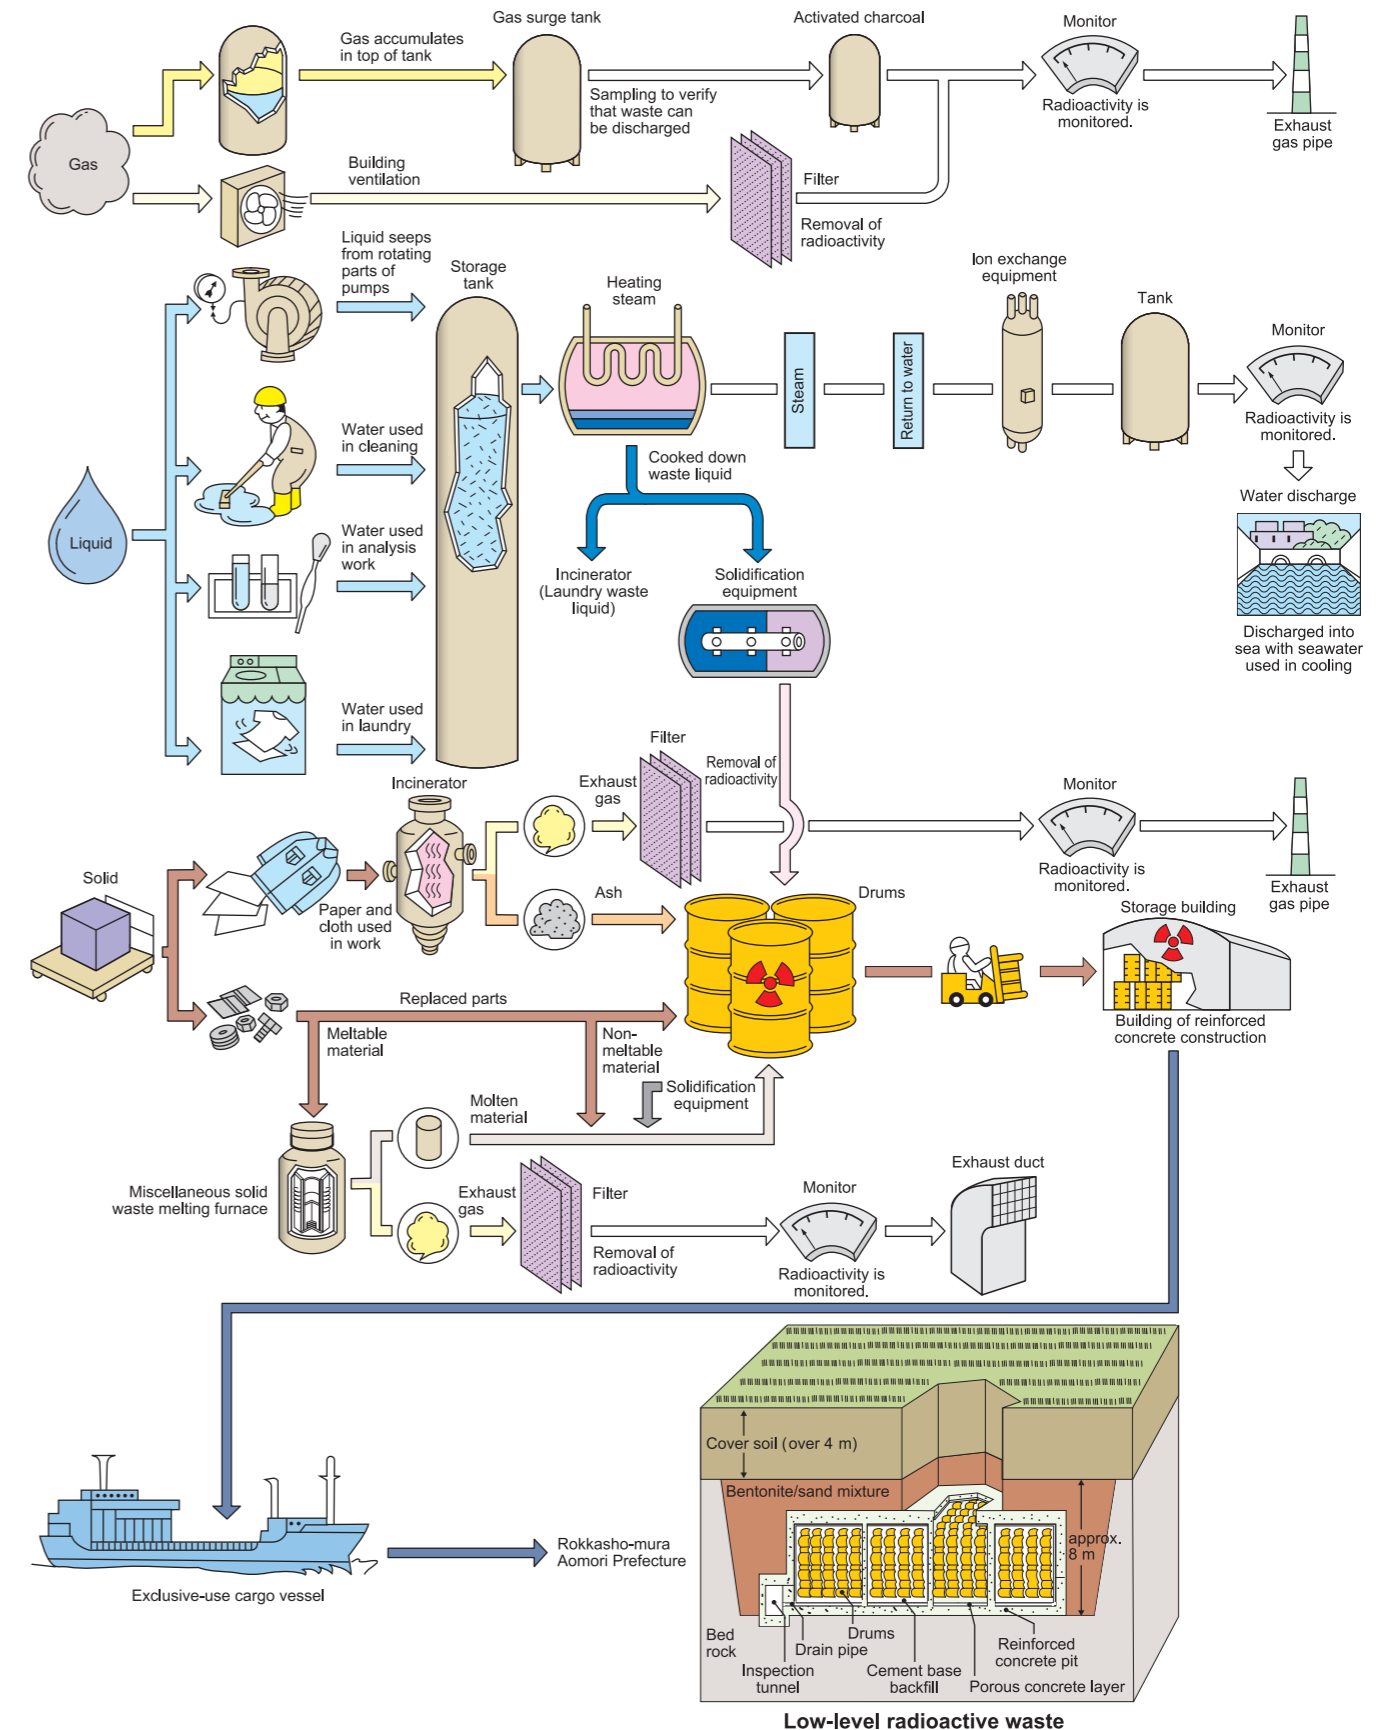 Gas surge tank
Activated charcoal
Monitor
Gas accumulates
in top of tank
Sampling to verify
that waste can
be discharged
Radioactivity is
monitored.
Exhaust
gas pipe
Gas
Building
ventilation
Filter
Removal of
radioactivity
Liquid seeps
from rotating
parts of
pumps
Storage
tank
Heating
steam
Ion exchange
equipment
Tank
Monitor
Steam
Return to water
Radioactivity is
monitored.
Water used
in cleaning
Cooked down
waste liquid
Water discharge
Liquid
Water used
in analysis
work
Incinerator
(Laundry waste
liquid)
Solidification
equipment
Discharged into
sea with seawater
used in cooling
Water used
in laundry
Filter
Removal of
radioactivity
Incinerator
Exhaust
gas
Monitor
Radioactivity is
monitored.
Exhaust
gas pipe
Solid
Paper and
cloth used
in work
Ash
Drums
Storage building
Replaced parts
Building of reinforced
concrete construction
Meltable
material
Non-
meltable
material
Solidification
equipment
Molten
material
Miscellaneous solid
waste melting furnace
Exhaust
gas
Filter
Removal of
radioactivity
Monitor
Radioactivity is
monitored.
Exhaust duct
Cover soil (over 4 m)
Bentonite/sand mixture
approx.
8 m
Rokkasho-mura
Aomori Prefecture
Exclusive-use cargo vessel
Bed
rock
Inspection
tunnel
Drain pipe
Drums
Cement base
backfill
Porous concrete layer
Reinforced
concrete pit
Low-level radioactive waste